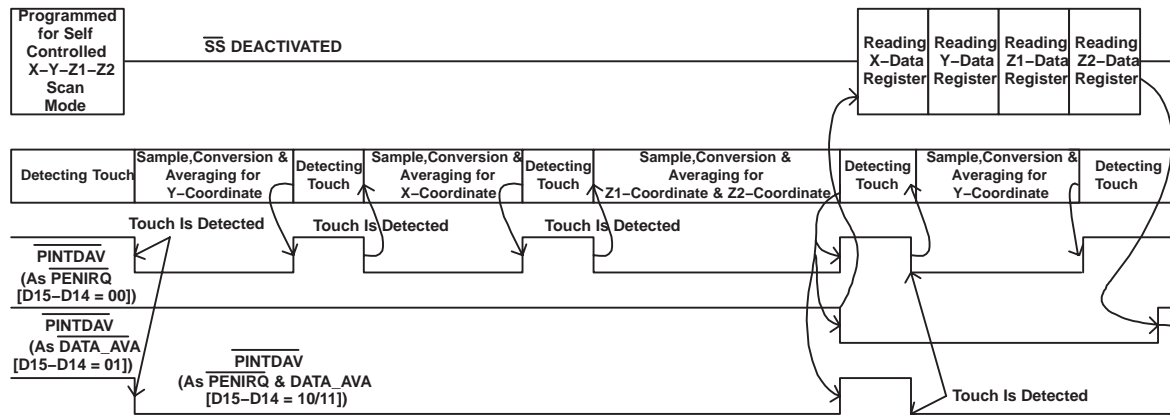 Programmed
for Self
Controlled
X–Y–Z1–Z2
Scan
Mode
SS DEACTIVATED
Reading
X–Data
Register
Reading
Y–Data
Register
Reading
Z1–Data
Register
Reading
Z2–Data
Register
Detecting Touch
Sample,Conversion &
Averaging for
Y–Coordinate
Detecting
Touch
Sample,Conversion &
Averaging for
X–Coordinate
Detecting
Touch
Sample,Conversion &
Averaging for
Z1–Coordinate & Z2–Coordinate
Detecting
Touch
Sample,Conversion &
Averaging for
Y–Coordinate
Detecting
Touch
Touch Is Detected
Touch Is Detected
Touch Is Detected
PINTDAV
(As PENIRQ
[D15–D14 = 00])
PINTDAV
(As DATA_AVA
[D15–D14 = 01])
PINTDAV
(As PENIRQ & DATA_AVA
[D15–D14 = 10/11])
Touch Is Detected